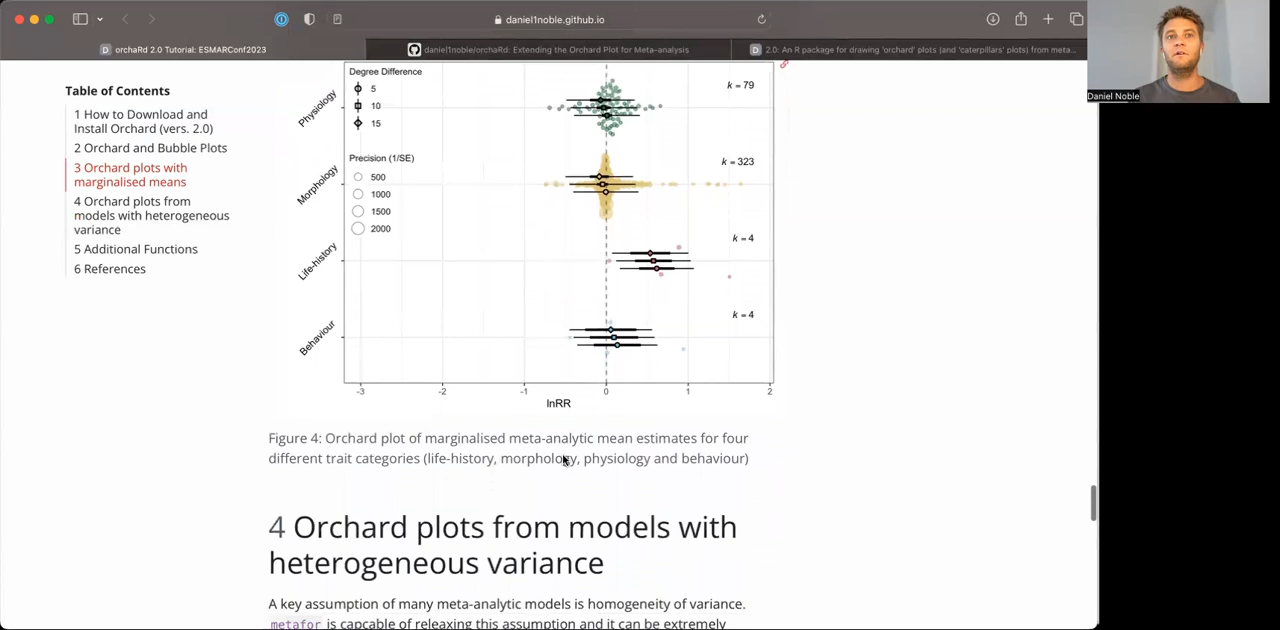 daniel1noble.github.io
orchaRd 2.0 Tutorial: ESMARConf2023
daniel1noble/orchaRd: Extending the Orchard Plot for Meta-analysis
2.0: An R package for drawing 'orchard' plots (and 'caterpillars' plots) from meta...
Daniel Noble
Table of Contents
1 How to Download and
Install Orchard (vers. 2.0)
2 Orchard and Bubble Plots
3 Orchard plots with
marginalised means
4 Orchard plots from
models with heterogeneous
variance
5 Additional Functions
6 References
Degree Difference
5
10
15
Precision (1/SE)
500
1000
1500
2000
Physiology
k = 79
Morphology
k = 323
Life-history
k = 4
Behaviour
k = 4
-3 -2 -1 0 1 2
lnRR
Figure 4: Orchard plot of marginalised meta-analytic mean estimates for four
different trait categories (life-history, morphology, physiology and behaviour)
4 Orchard plots from models with
heterogeneous variance
A key assumption of many meta-analytic models is homogeneity of variance.
metafor is capcable of releaxing this assumption and it can be extremely